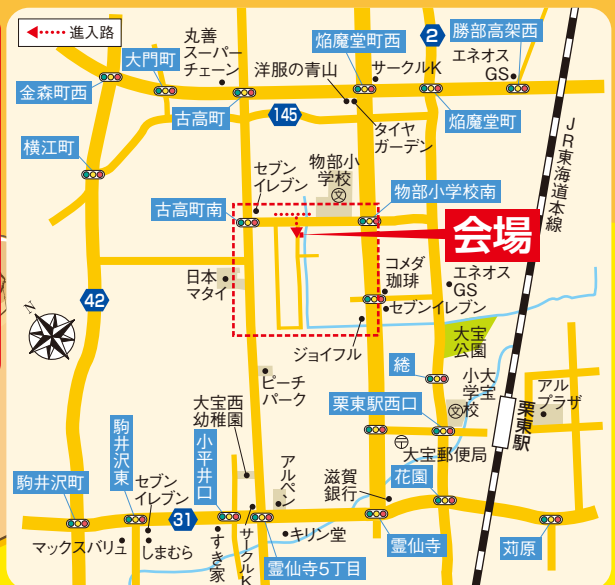 進入路
丸善
スーパー
チェーン
大門町
金森町西
古高町
洋服の青山
焔魔堂町西
サークルK
2
エネオス
GS
勝部高架西
焔魔堂町
145
タイヤ
ガーデン
横江町
セブン
イレブン
物部小
学校
文
古高町南
物部小学校南
JR東海道本線
会場
日本
マタイ
コメダ
珈琲
エネオス
GS
セブンイレブン
42
N
ジョイフル
大宝
公園
綣
ピーチ
パーク
大宝西
幼稚園
栗東駅西口
大宝
小学校
文
アル
プラザ
栗東駅
〒
大宝郵便局
駒井沢町
駒井沢東
セブン
イレブン
31
小平井口
アルペン
滋賀
銀行
花園
マックスバリュ
しまむら
すき家
サークルK
キリン堂
霊仙寺5丁目
霊仙寺
苅原